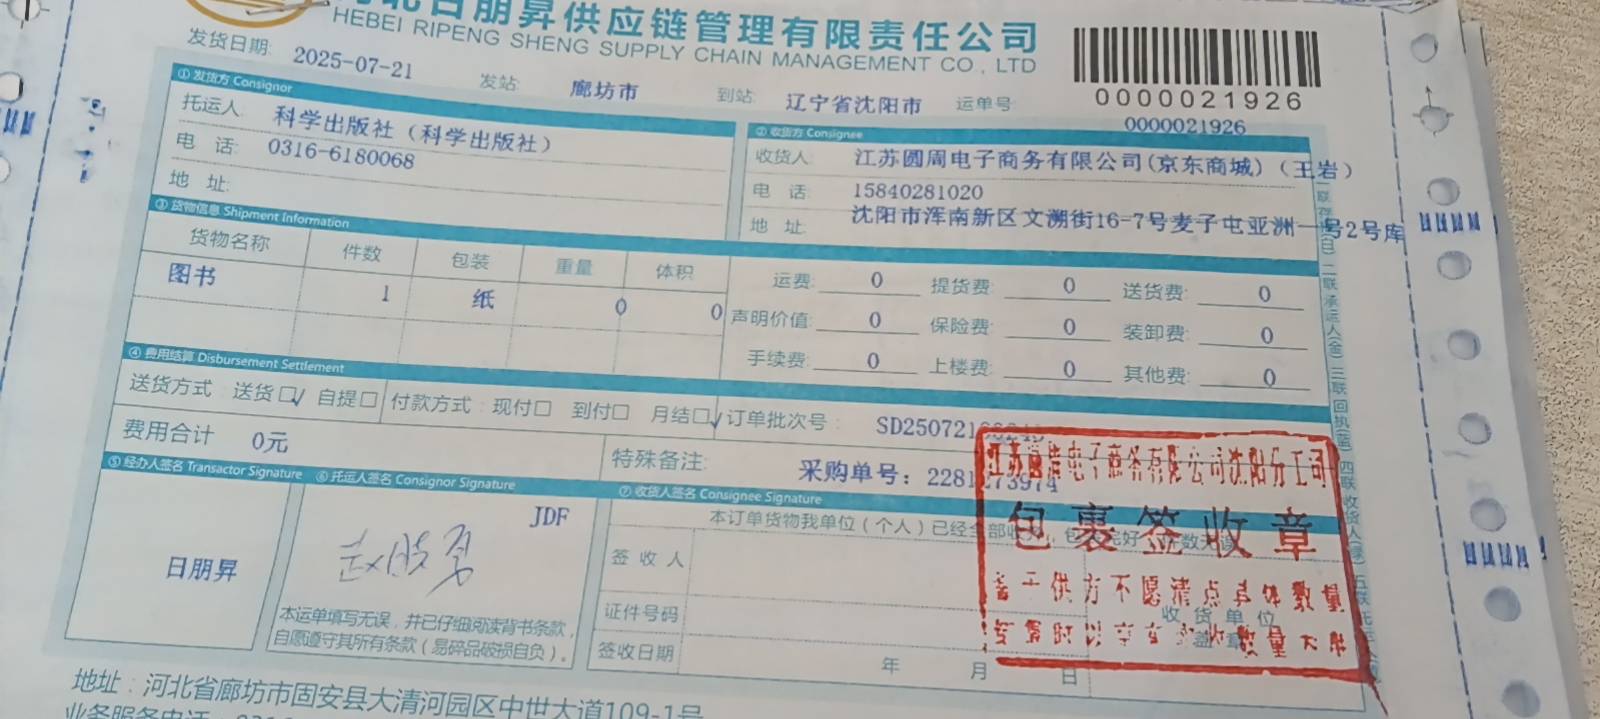 河北日朋昇供应链管理有限责任公司
HEBEI RIPENG SHENG SUPPLY CHAIN MANAGEMENT CO., LTD
发货日期: 2025-07-21 发站: 廊坊市 到站: 辽宁省沈阳市 运单号:
0000021926
0000021926
① 发货方 Consignor
托运人: 科学出版社（科学出版社）
电 话: 0316-6180068
地 址:
② 收货方 Consignee
收货人: 江苏圆周电子商务有限公司(京东商城)（王岩）
电 话: 15840281020
地 址: 沈阳市浑南新区文溯街16-7号麦子屯亚洲一号2号库
③ 货物信息 Shipment Information
货物名称 件数 包装 重量 体积
图书 1 纸 0 0
运费: 0 提货费: 0 送货费: 0
声明价值: 0 保险费: 0 装卸费: 0
手续费: 0 上楼费: 0 其他费: 0
④ 费用结算 Disbursement Settlement
送货方式: 送货☐√ 自提☐ 付款方式: 现付☐ 到付☐ 月结☐√ 订单批次号: SD250721
费用合计 0元 特殊备注: 采购单号：
⑤ 经办人签名 Transactor Signature
日朋昇
⑥ 托运人签名 Consignor Signature
JDF
本运单填写无误，并已仔细阅读背书条款，
自愿遵守其所有条款（易碎品破损自负）。
⑦ 收货人签名 Consignee Signature
本订单货物我单位（个人）已经全部收
签 收 人
证件号码
签收日期 年 月 日
收 货 单 位
盖 章
包裹签收章
地址：河北省廊坊市固安县大清河园区中世大道109-1号
业务服务电话：